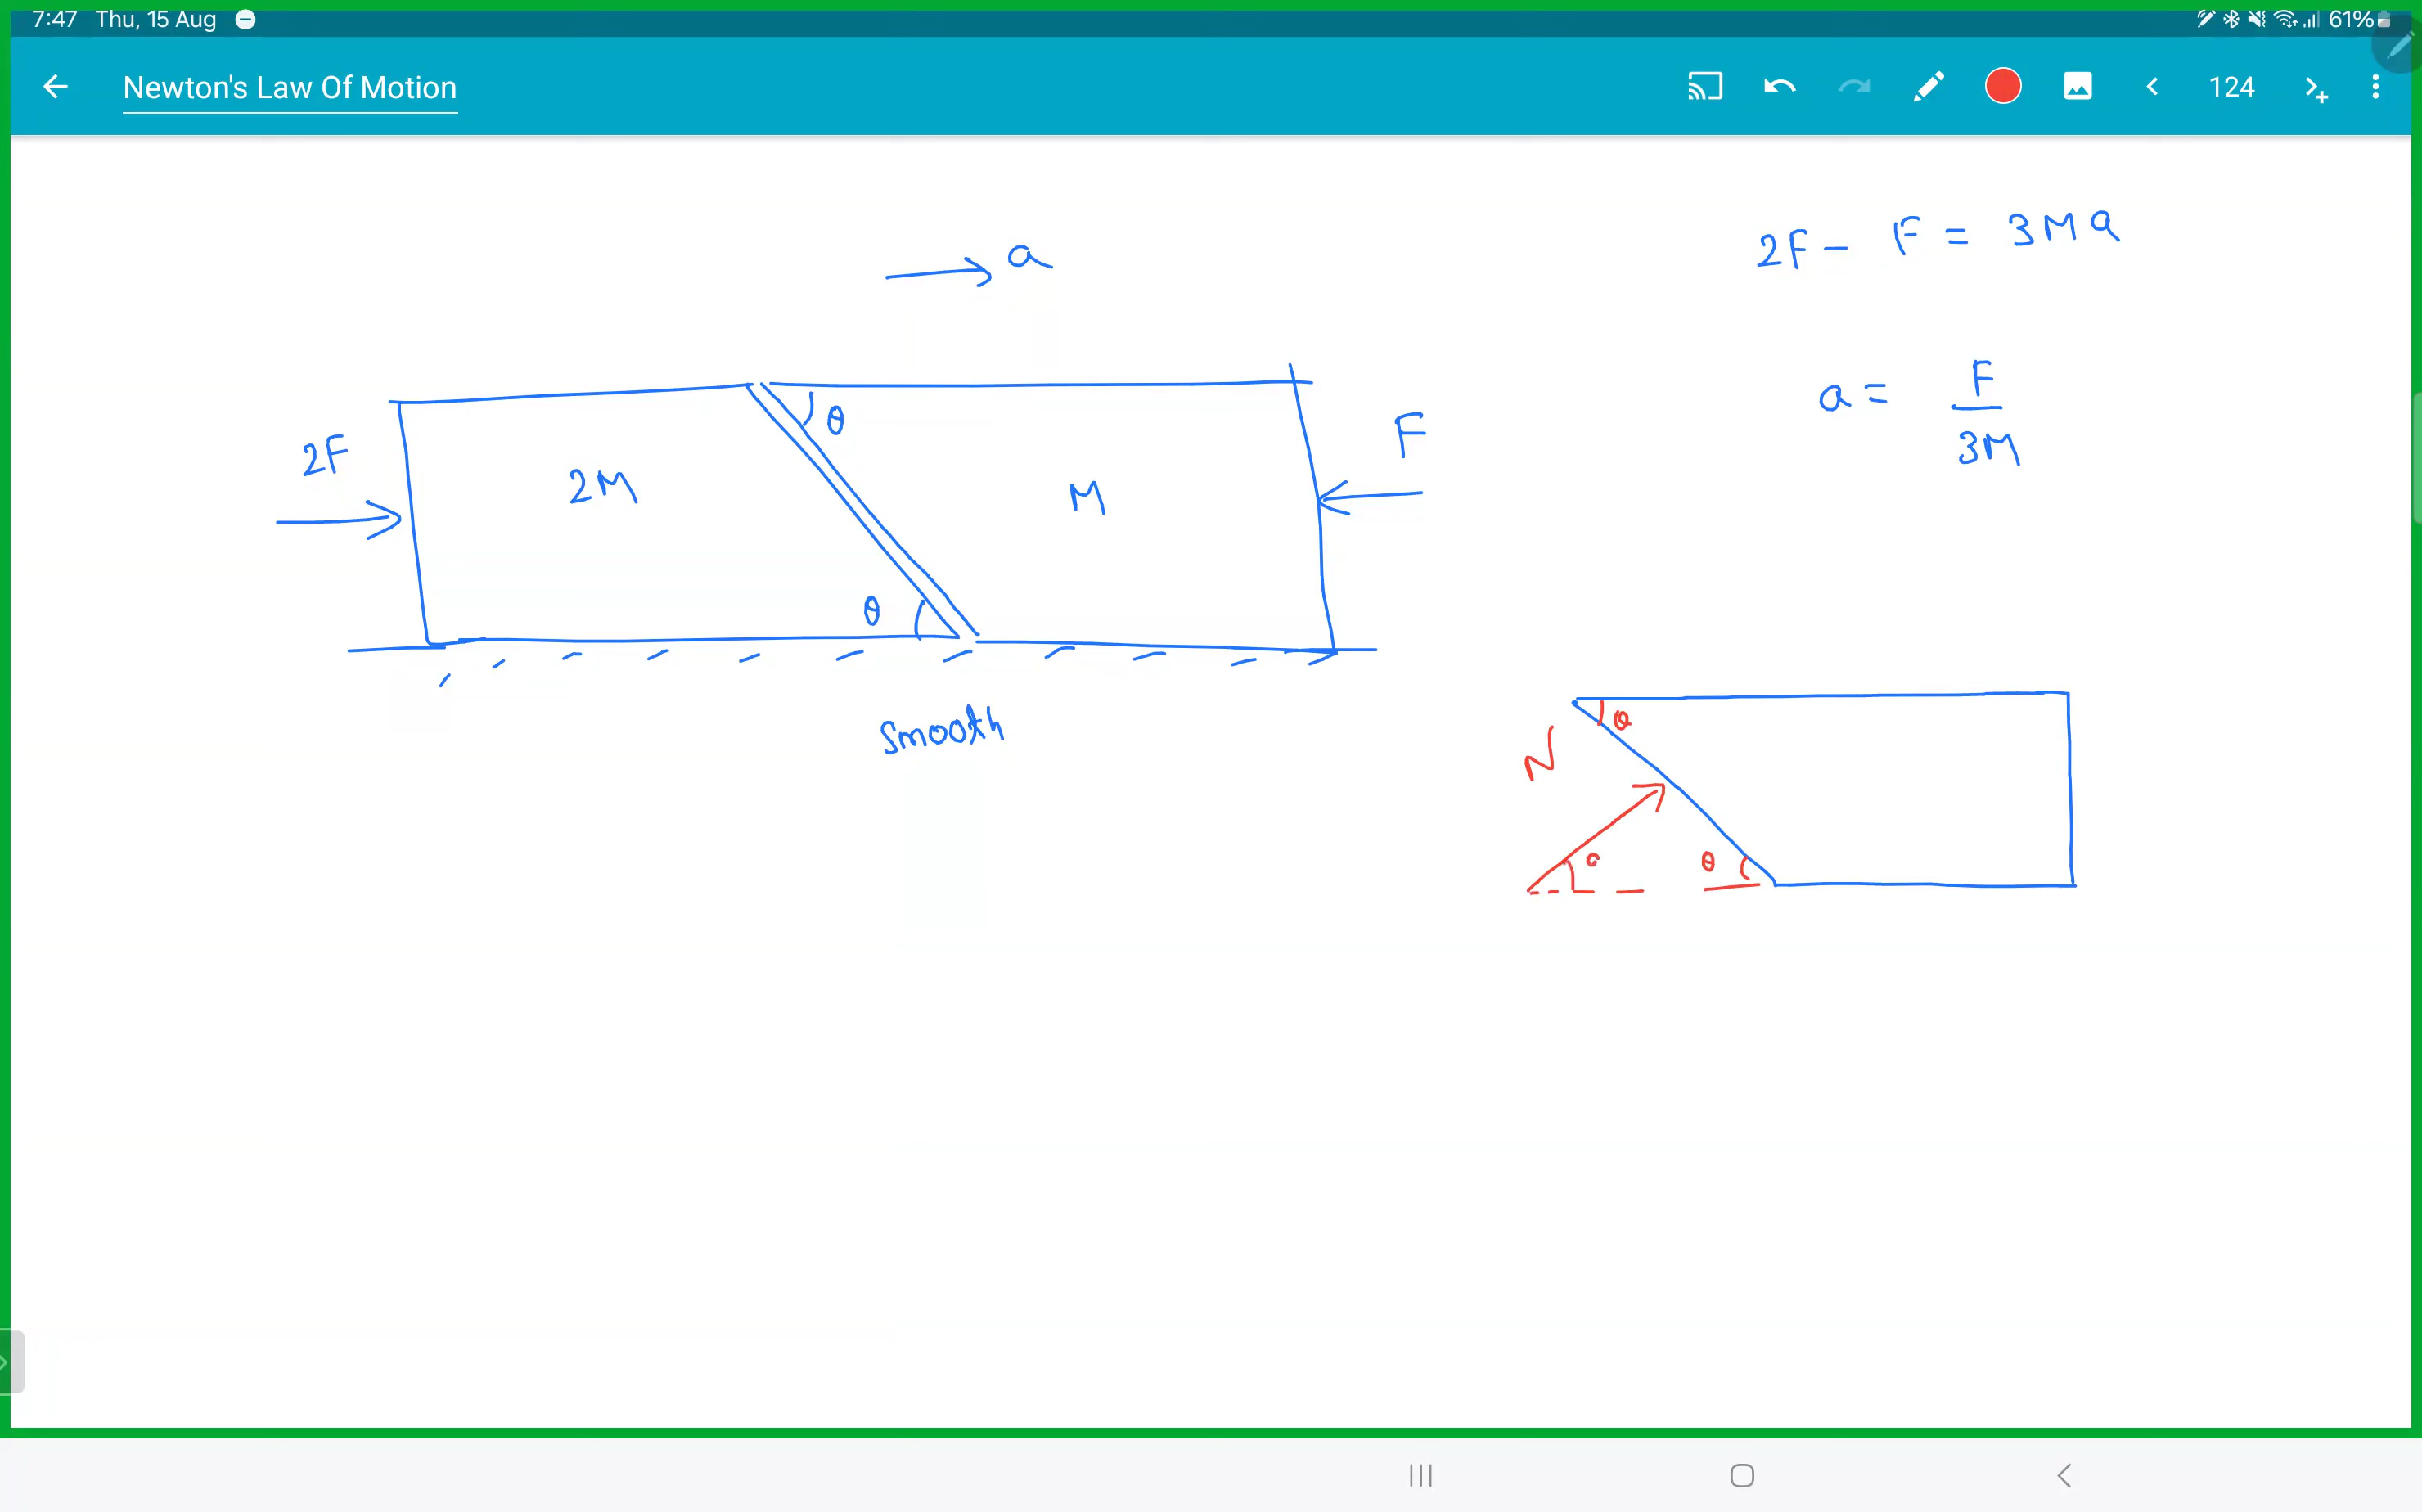 7:47 Thu, 15 Aug
61%
Newton's Law Of Motion
124
2F - F = 3Ma
a
a = F
3M
θ
2F
F
2M
M
θ
smooth
θ
N
θ